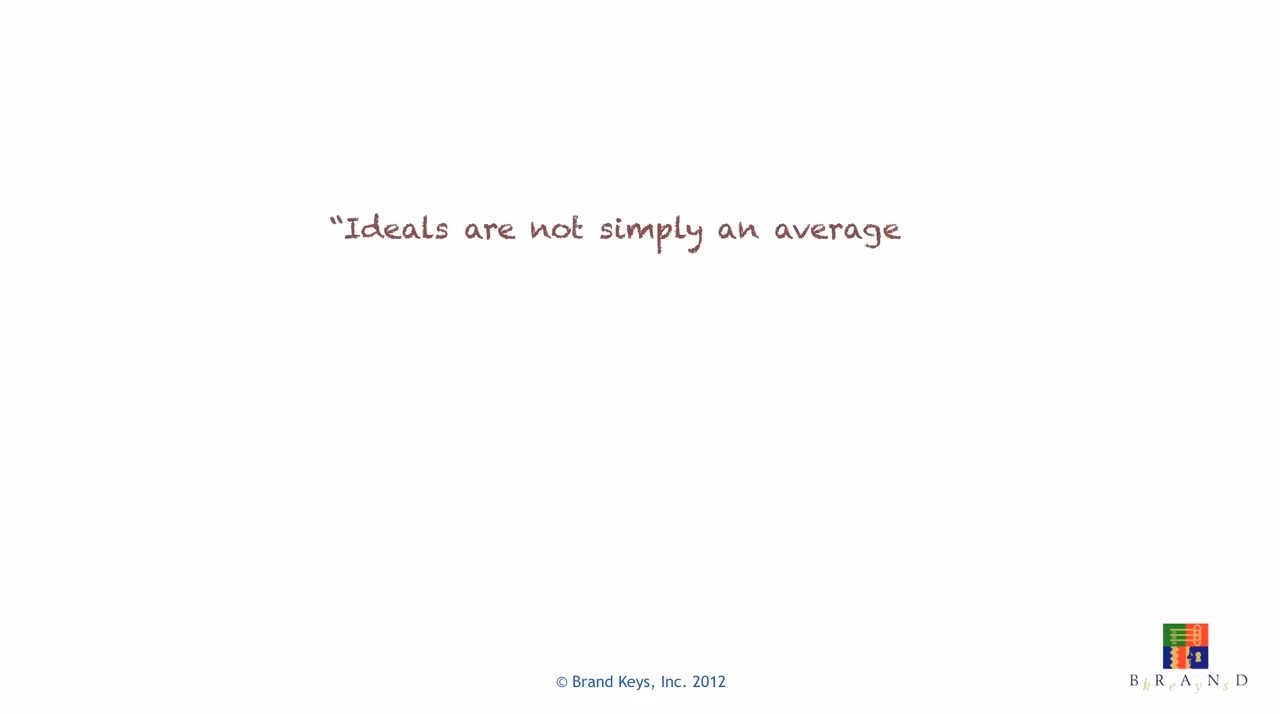 “Ideals are not simply an average
© Brand Keys, Inc. 2012
BkReAyNsD